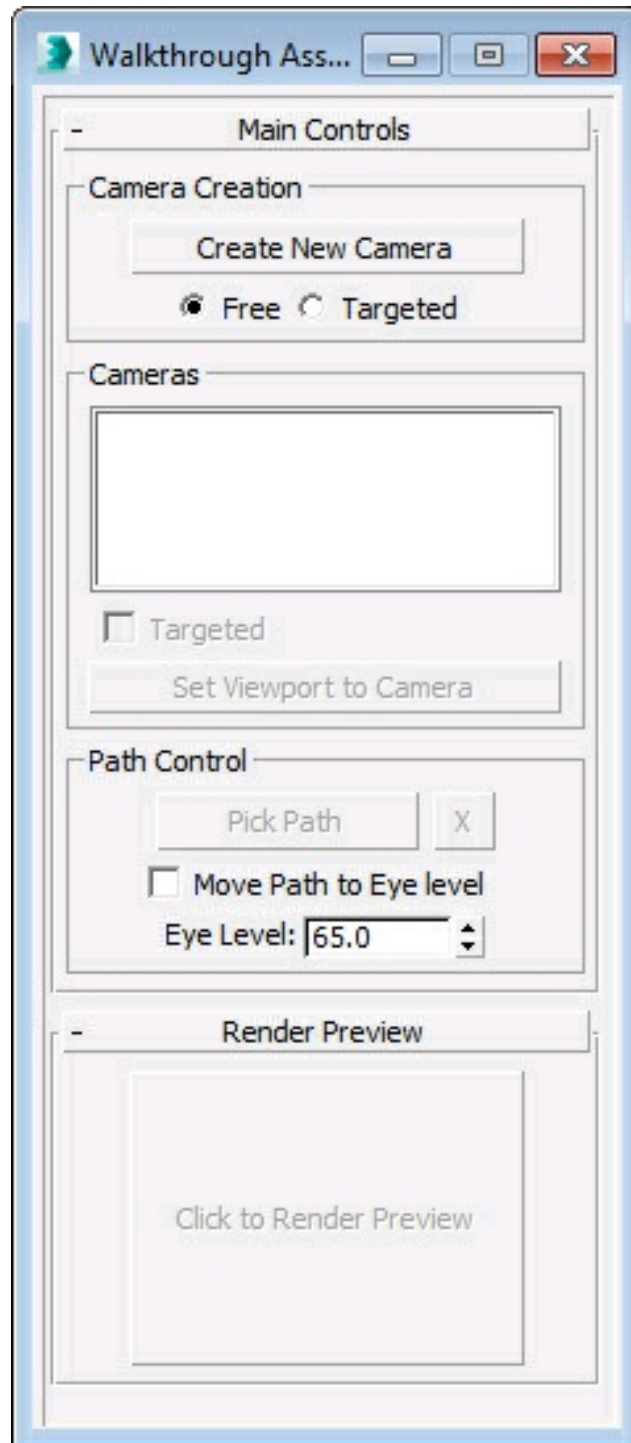 Walkthrough Ass...
- Main Controls
Camera Creation
Create New Camera
Free Targeted
Cameras
Targeted
Set Viewport to Camera
Path Control
Pick Path X
Move Path to Eye level
Eye Level: 65.0
- Render Preview
Click to Render Preview